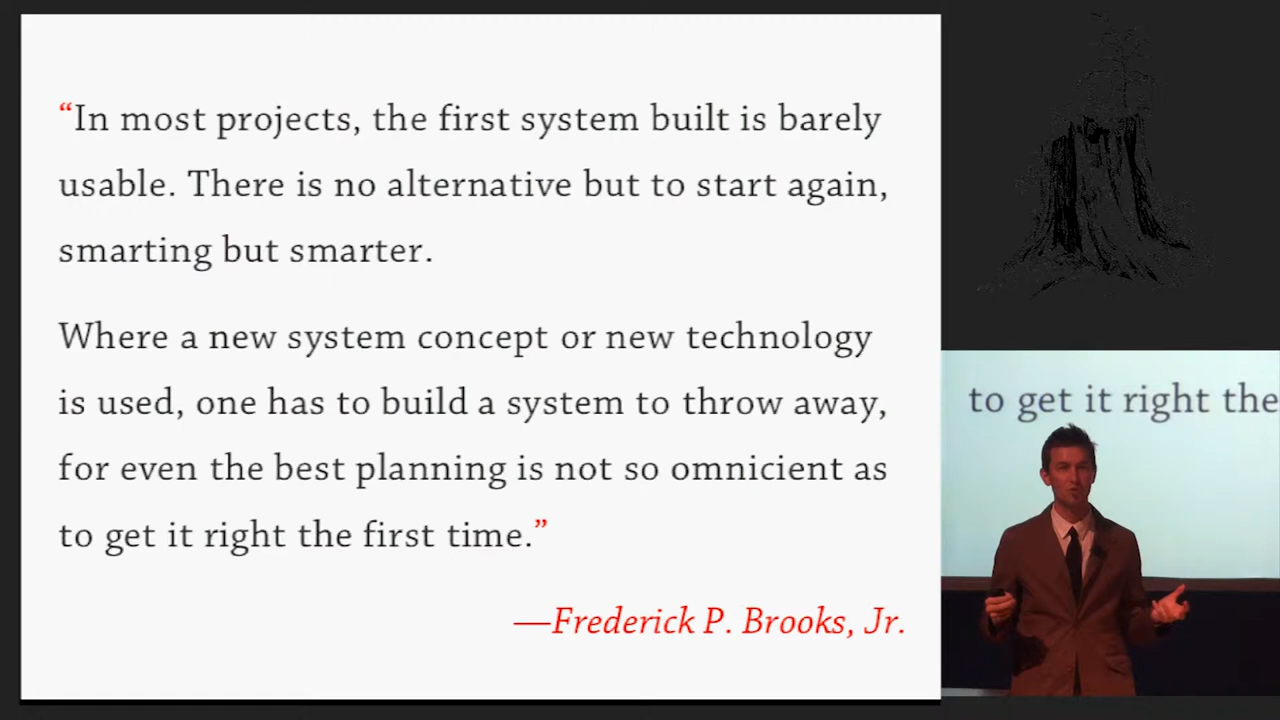 “In most projects, the first system built is barely
usable. There is no alternative but to start again,
smarting but smarter.
Where a new system concept or new technology
is used, one has to build a system to throw away,
for even the best planning is not so omnicient as
to get it right the first time.”
—Frederick P. Brooks, Jr.
to get it right the